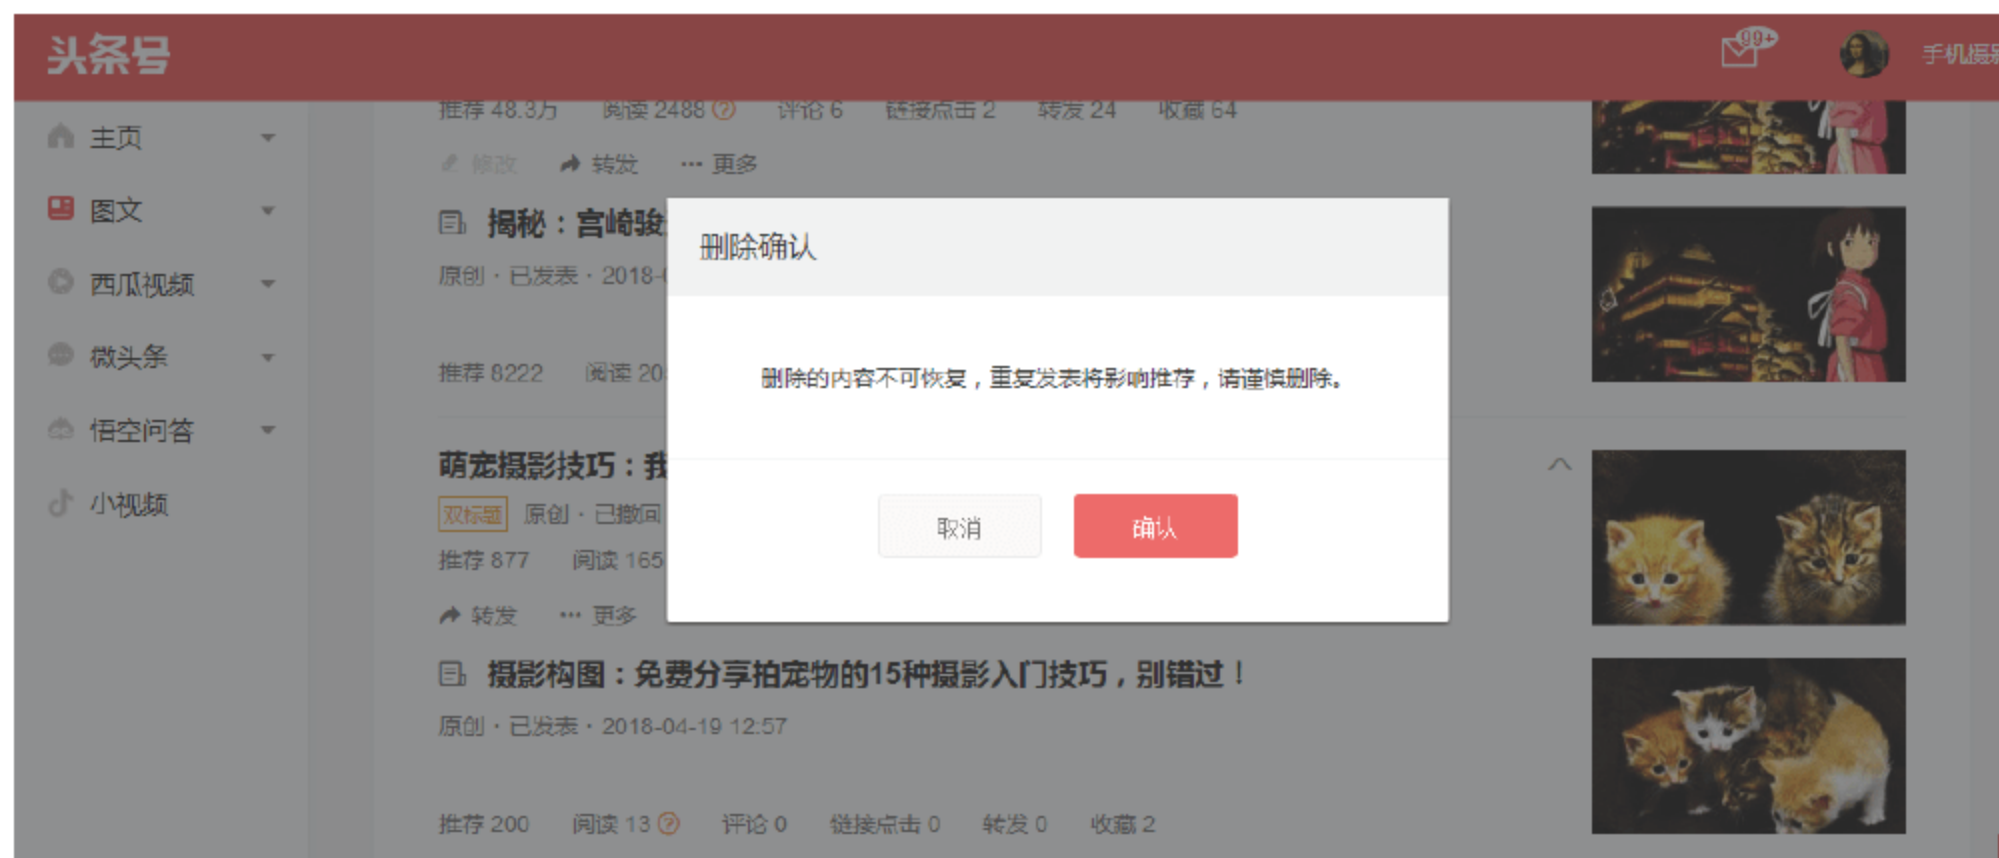 头条号
99+
手机摄
主页
图文
西瓜视频
微头条
悟空问答
小视频
推荐 48.3万 阅读 2488 评论 6 链接点击 2 转发 24 收藏 64
修改 转发 ··· 更多
揭秘：宫崎骏
原创 · 已发表 · 2018-
推荐 8222 阅读 20
删除确认
删除的内容不可恢复，重复发表将影响推荐，请谨慎删除。
取消 确认
萌宠摄影技巧：我
双标题 原创 · 已撤回
推荐 877 阅读 165
转发 ··· 更多
摄影构图：免费分享拍宠物的15种摄影入门技巧，别错过！
原创 · 已发表 · 2018-04-19 12:57
推荐 200 阅读 13 ? 评论 0 链接点击 0 转发 0 收藏 2